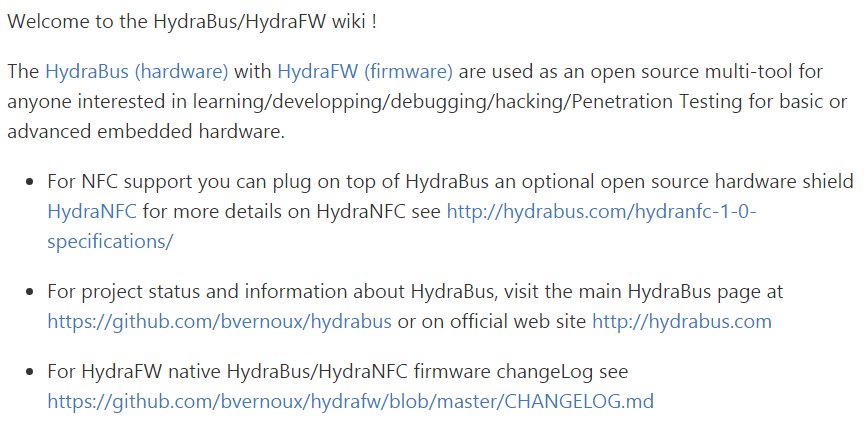 Welcome to the HydraBus/HydraFW wiki !
The HydraBus (hardware) with HydraFW (firmware) are used as an open source multi-tool for
anyone interested in learning/developping/debugging/hacking/Penetration Testing for basic or
advanced embedded hardware.
• For NFC support you can plug on top of HydraBus an optional open source hardware shield
HydraNFC for more details on HydraNFC see http://hydrabus.com/hydranfc-1-0-
specifications/
• For project status and information about HydraBus, visit the main HydraBus page at
https://github.com/bvernoux/hydrabus or on official web site http://hydrabus.com
• For HydraFW native HydraBus/HydraNFC firmware changeLog see
https://github.com/bvernoux/hydrafw/blob/master/CHANGELOG.md